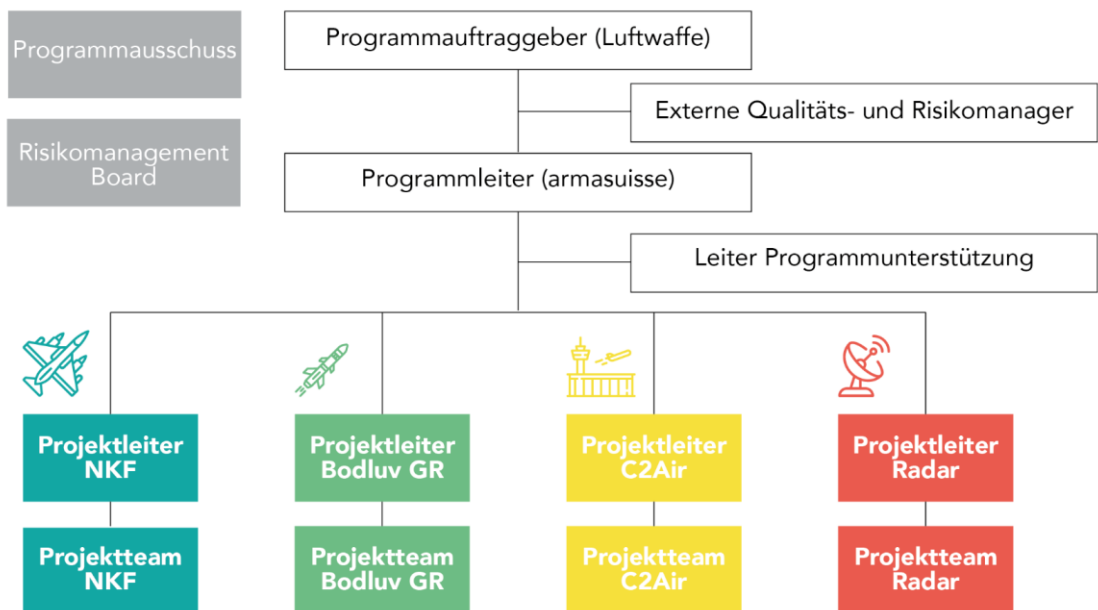 Programmausschuss
Programmauftraggeber (Luftwaffe)
Externe Qualitäts- und Risikomanager
Risikomanagement
Board
Programmleiter (armasuisse)
Leiter Programmunterstützung
Projektleiter
NKF
Projektleiter
Bodluv GR
Projektleiter
C2Air
Projektleiter
Radar
Projektteam
NKF
Projektteam
Bodluv GR
Projektteam
C2Air
Projektteam
Radar